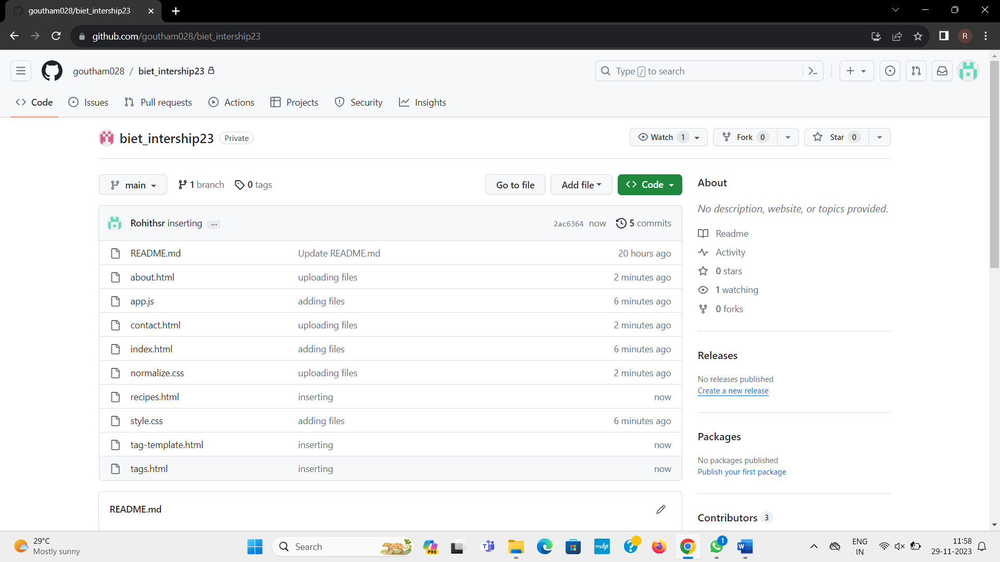 goutham028/biet_intership23
github.com/goutham028/biet_intership23
R
goutham028 / biet_intership23
Type / to search
Code Issues Pull requests Actions Projects Security Insights
biet_intership23 Private
Watch 1 Fork 0 Star 0
main 1 branch 0 tags
Go to file Add file Code
Rohithsr inserting ... 2ac6364 now 5 commits
README.md Update README.md 20 hours ago
about.html uploading files 2 minutes ago
app.js adding files 6 minutes ago
contact.html uploading files 2 minutes ago
index.html adding files 6 minutes ago
normalize.css uploading files 2 minutes ago
recipes.html inserting now
style.css adding files 6 minutes ago
tag-template.html inserting now
tags.html inserting now
README.md
About
No description, website, or topics provided.
Readme
Activity
0 stars
1 watching
0 forks
Releases
No releases published
Create a new release
Packages
No packages published
Publish your first package
Contributors 3
29°C
Mostly sunny
Search
PRE
myhp
1
W
ENG
IN
11:58
29-11-2023